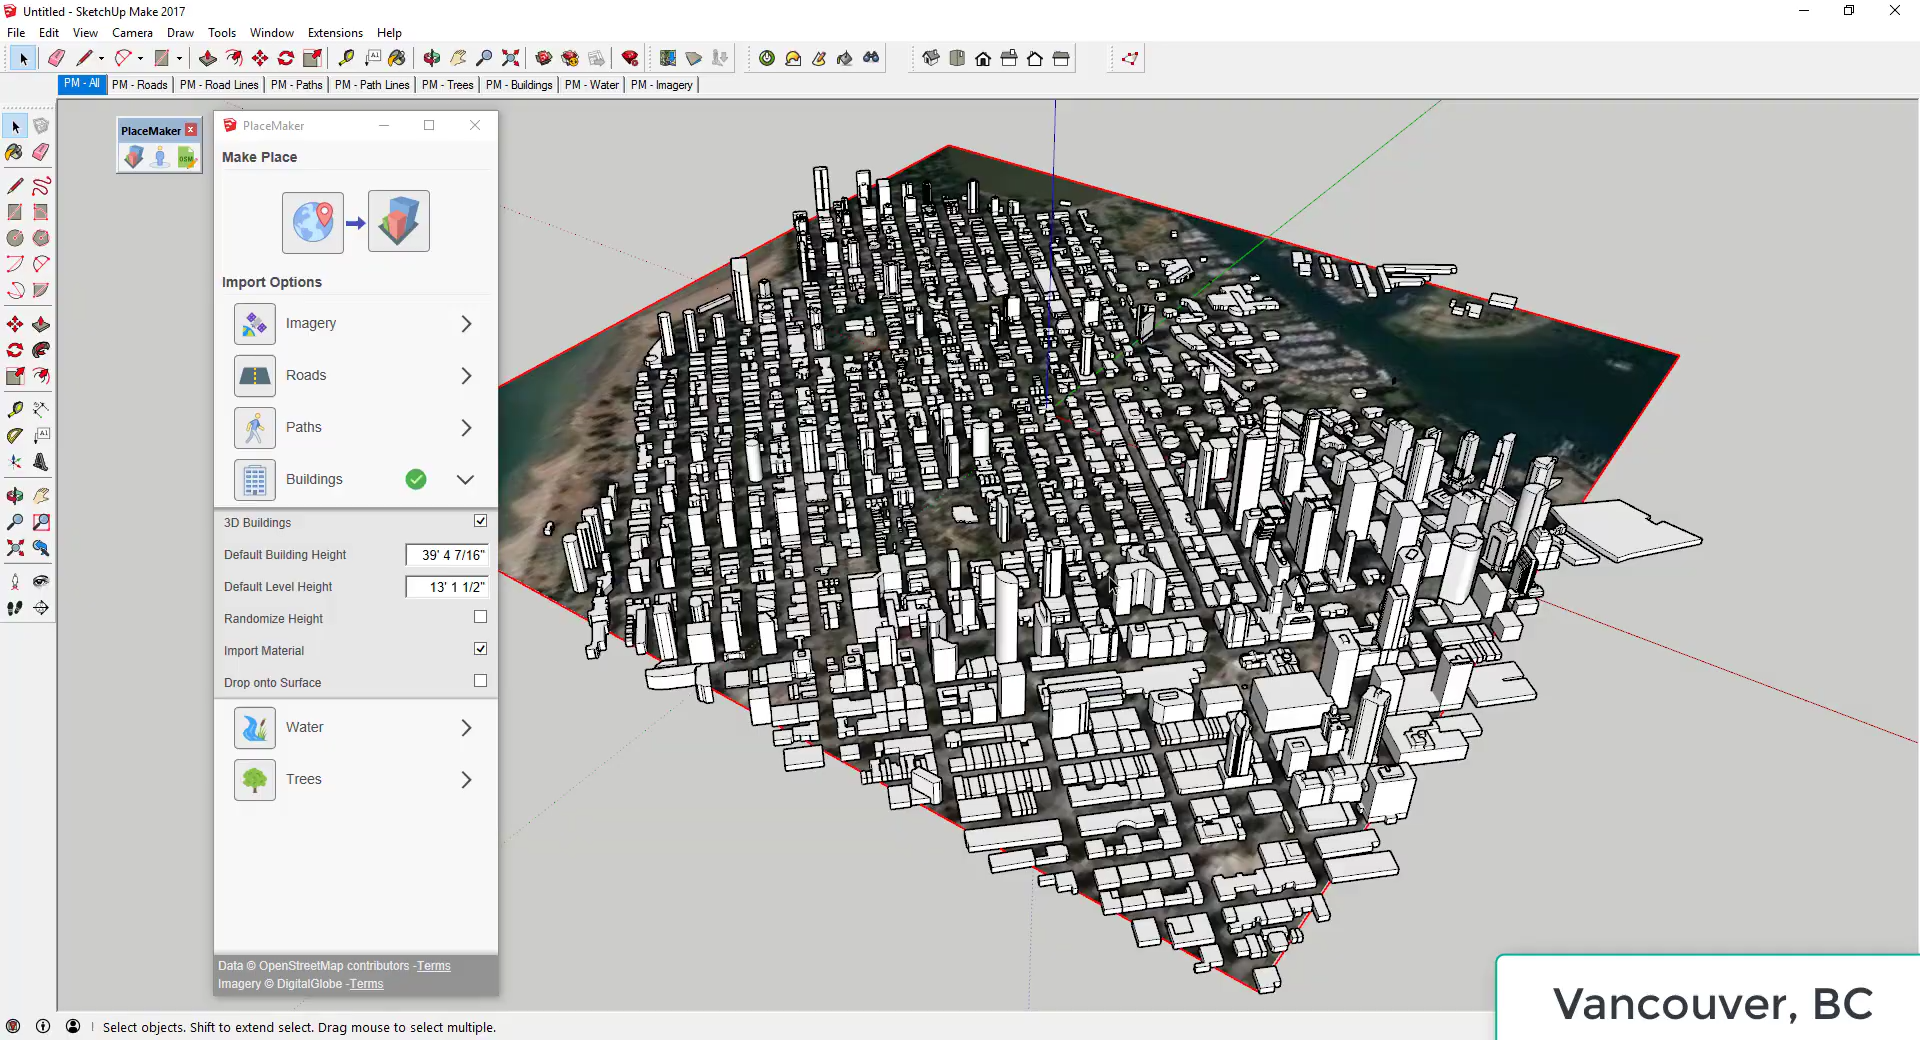 Untitled - SketchUp Make 2017
File Edit View Camera Draw Tools Window Extensions Help
PM - All PM - Roads PM - Road Lines PM - Paths PM - Path Lines PM - Trees PM - Buildings PM - Water PM - Imagery
PlaceMaker
PlaceMaker
Make Place
Import Options
Imagery
Roads
Paths
Buildings
3D Buildings
Default Building Height 39' 4 7/16"
Default Level Height 13' 1 1/2"
Randomize Height
Import Material
Drop onto Surface
Water
Trees
Data © OpenStreetMap contributors -Terms
Imagery © DigitalGlobe -Terms
Select objects. Shift to extend select. Drag mouse to select multiple.
Vancouver, BC